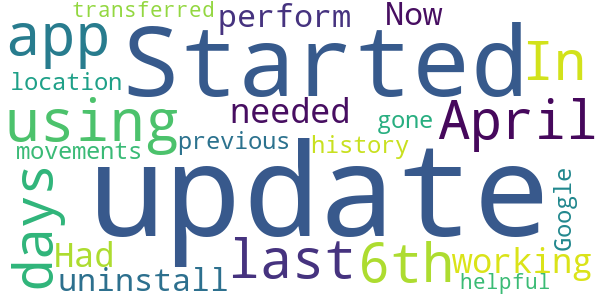 transferred perform Now
app Started In
location
using needed gone April
movements previous history
days update Google
Had last 6th working
uninstall helpful